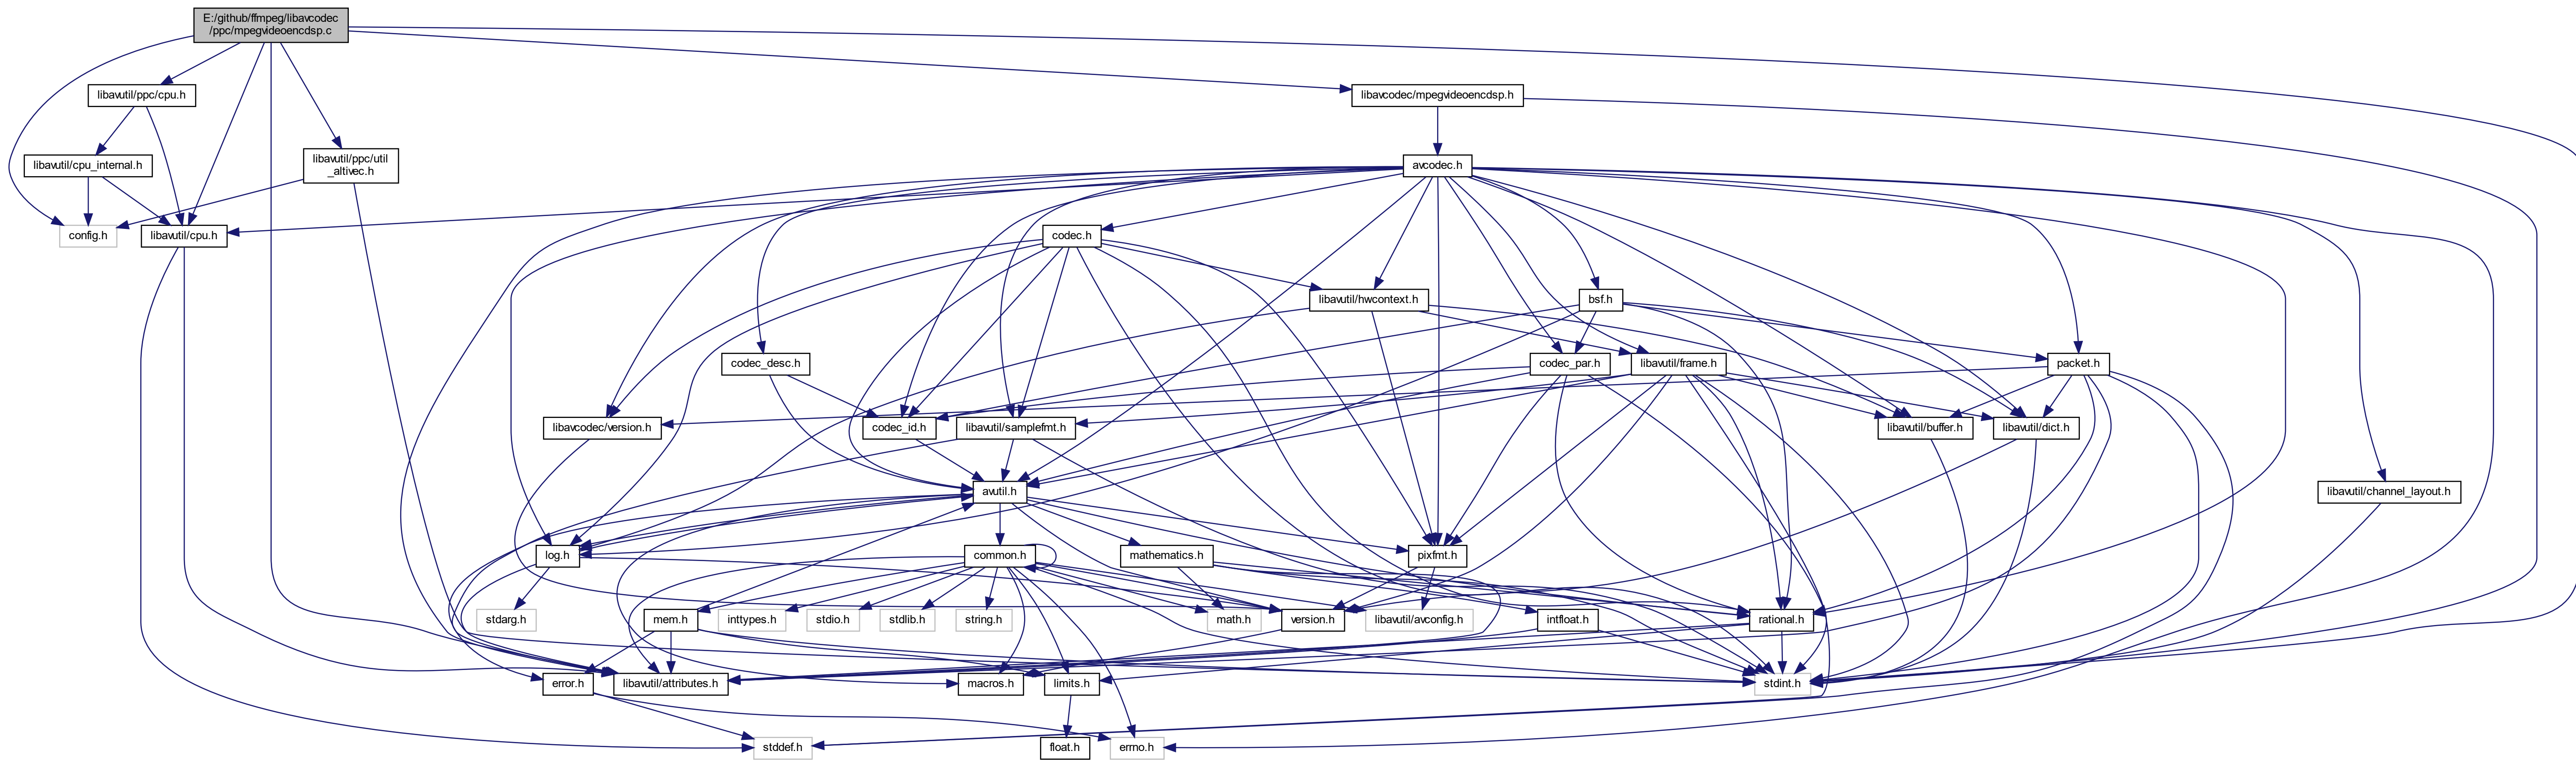 E:/github/ffmpeg/libavcodec
/ppc/mpegvideoencdsp.c
libavutil/ppc/cpu.h
libavcodec/mpegvideoencdsp.h
libavutil/cpu_internal.h
libavutil/ppc/util
_altivec.h
avcodec.h
config.h
libavutil/cpu.h
codec.h
libavutil/hwcontext.h
bsf.h
codec_desc.h
codec_par.h
libavutil/frame.h
packet.h
libavcodec/version.h
codec_id.h
libavutil/samplefmt.h
libavutil/buffer.h
libavutil/dict.h
avutil.h
libavutil/channel_layout.h
log.h
common.h
mathematics.h
pixfmt.h
stdarg.h
mem.h
inttypes.h
stdio.h
stdlib.h
string.h
math.h
version.h
libavutil/avconfig.h
intfloat.h
rational.h
error.h
libavutil/attributes.h
macros.h
limits.h
stdint.h
stddef.h
float.h
errno.h